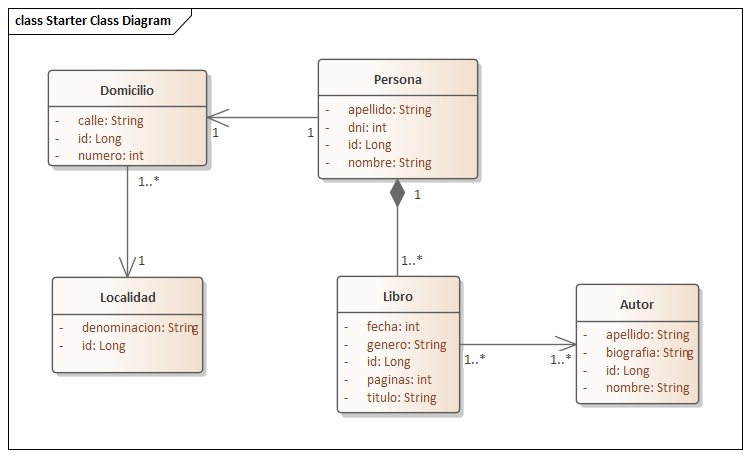 class Starter Class Diagram
Domicilio
- calle: String
- id: Long
- numero: int
Persona
- apellido: String
- dni: int
- id: Long
- nombre: String
1
1
1..*
1
1
1..*
Localidad
- denominacion: String
- id: Long
Libro
- fecha: int
- genero: String
- id: Long
- paginas: int
- titulo: String
1..*
1..*
Autor
- apellido: String
- biografia: String
- id: Long
- nombre: String